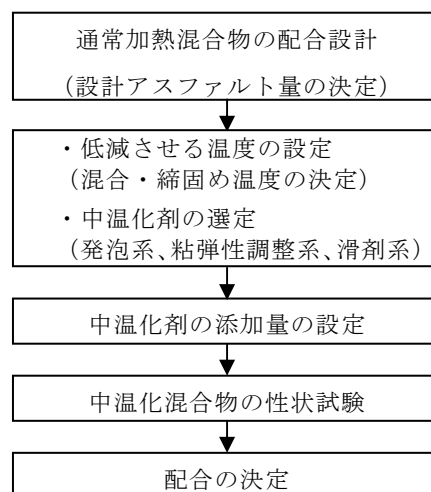 通常加熱混合物の配合設計
（設計アスファルト量の決定）
・低減させる温度の設定
（混合・締固め温度の決定）
・中温化剤の選定
（発泡系、粘弾性調整系、滑剤系）
中温化剤の添加量の設定
中温化混合物の性状試験
配合の決定